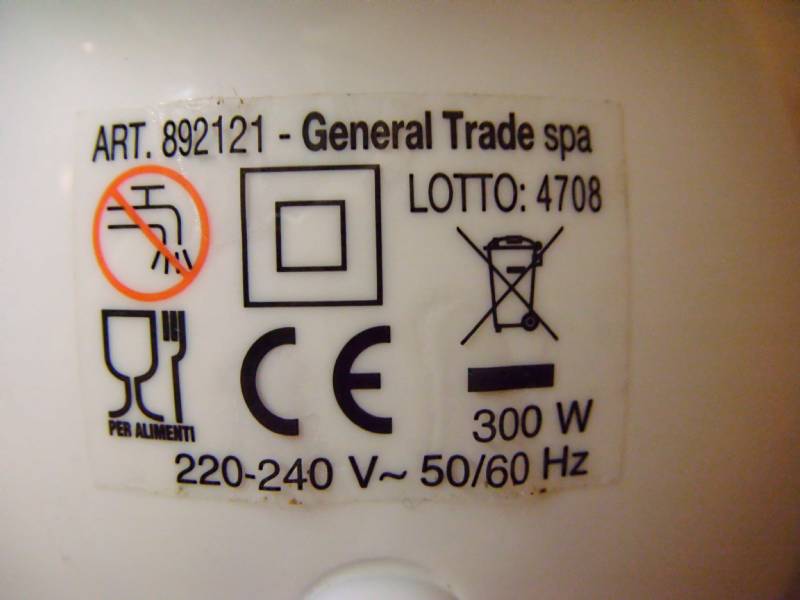 ART. 892121 - General Trade spa
LOTTO: 4708
PER ALIMENTI
CE
300 W
220-240 V~ 50/60 Hz